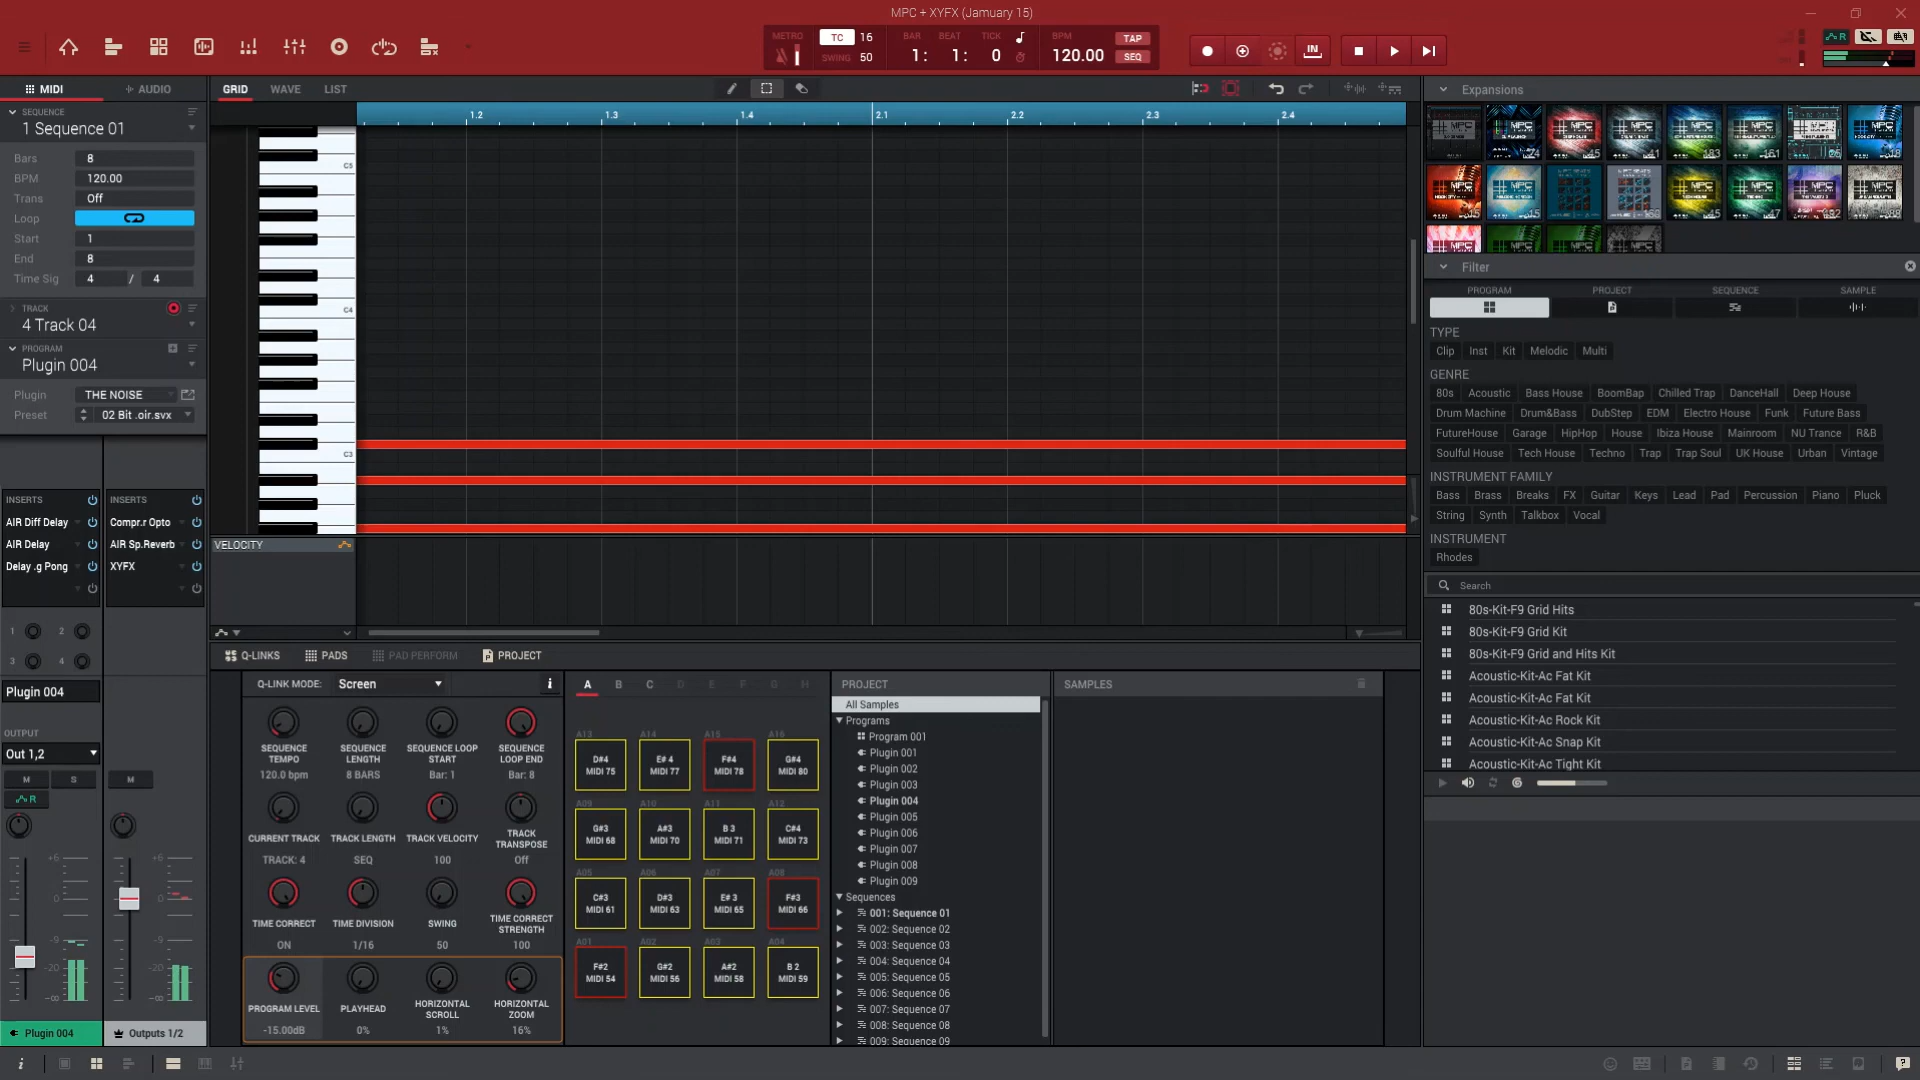 MPC + XYFX (Jamuary 15)
METRO
TC 16
SWING 50
BAR BEAT TICK
1: 1: 0
BPM
120.00
TAP
SEQ
IN
R
MIDI
AUDIO
GRID
WAVE
LIST
SEQUENCE
1 Sequence 01
Bars 8
BPM 120.00
Trans Off
Loop
Start 1
End 8
Time Sig 4 / 4
TRACK
4 Track 04
PROGRAM
Plugin 004
Plugin THE NOISE
Preset 02 Bit .oir.svx
INSERTS
AIR Diff Delay
AIR Delay
Delay .g Pong
INSERTS
Compr.r Opto
AIR Sp.Reverb
XYFX
1 2
3 4
Plugin 004
OUTPUT
Out 1,2
M S M
R
+6 +6
0 0
-9 -9
-20 -20
-∞ -∞
Plugin 004
Outputs 1/2
1.2 1.3 1.4 2.1 2.2 2.3 2.4
C5
C4
C3
VELOCITY
Q-LINKS
PADS
PAD PERFORM
PROJECT
Q-LINK MODE: Screen
SEQUENCE TEMPO
120.0 bpm
SEQUENCE LENGTH
8 BARS
SEQUENCE LOOP START
Bar: 1
SEQUENCE LOOP END
Bar: 8
CURRENT TRACK
TRACK: 4
TRACK LENGTH
SEQ
TRACK VELOCITY
100
TRACK TRANSPOSE
Off
TIME CORRECT
ON
TIME DIVISION
1/16
SWING
50
TIME CORRECT STRENGTH
100
PROGRAM LEVEL
-15.00dB
PLAYHEAD
0%
HORIZONTAL SCROLL
1%
HORIZONTAL ZOOM
16%
A B C D E F G H
A13 A14 A15 A16
D#4 E#4 F#4 G#4
MIDI 75 MIDI 77 MIDI 78 MIDI 80
A09 A10 A11 A12
G#3 A#3 B 3 C#4
MIDI 68 MIDI 70 MIDI 71 MIDI 73
A05 A06 A07 A08
C#3 D#3 E#3 F#3
MIDI 61 MIDI 63 MIDI 65 MIDI 66
A01 A02 A03 A04
F#2 G#2 A#2 B 2
MIDI 54 MIDI 56 MIDI 58 MIDI 59
PROJECT
All Samples
Programs
Program 001
Plugin 001
Plugin 002
Plugin 003
Plugin 004
Plugin 005
Plugin 006
Plugin 007
Plugin 008
Plugin 009
Sequences
001: Sequence 01
002: Sequence 02
003: Sequence 03
004: Sequence 04
005: Sequence 05
006: Sequence 06
007: Sequence 07
008: Sequence 08
009: Sequence 09
SAMPLES
Expansions
Filter
PROGRAM PROJECT SEQUENCE SAMPLE
TYPE
Clip Inst Kit Melodic Multi
GENRE
80s Acoustic Bass House BoomBap Chilled Trap DanceHall Deep House
Drum Machine Drum&Bass DubStep EDM Electro House Funk Future Bass
FutureHouse Garage HipHop House Ibiza House Mainroom NU Trance R&B
Soulful House Tech House Techno Trap Trap Soul UK House Urban Vintage
INSTRUMENT FAMILY
Bass Brass Breaks FX Guitar Keys Lead Pad Percussion Piano Pluck
String Synth Talkbox Vocal
INSTRUMENT
Rhodes
Search
80s-Kit-F9 Grid Hits
80s-Kit-F9 Grid Kit
80s-Kit-F9 Grid and Hits Kit
Acoustic-Kit-Ac Fat Kit
Acoustic-Kit-Ac Fat Kit
Acoustic-Kit-Ac Rock Kit
Acoustic-Kit-Ac Snap Kit
Acoustic-Kit-Ac Tight Kit